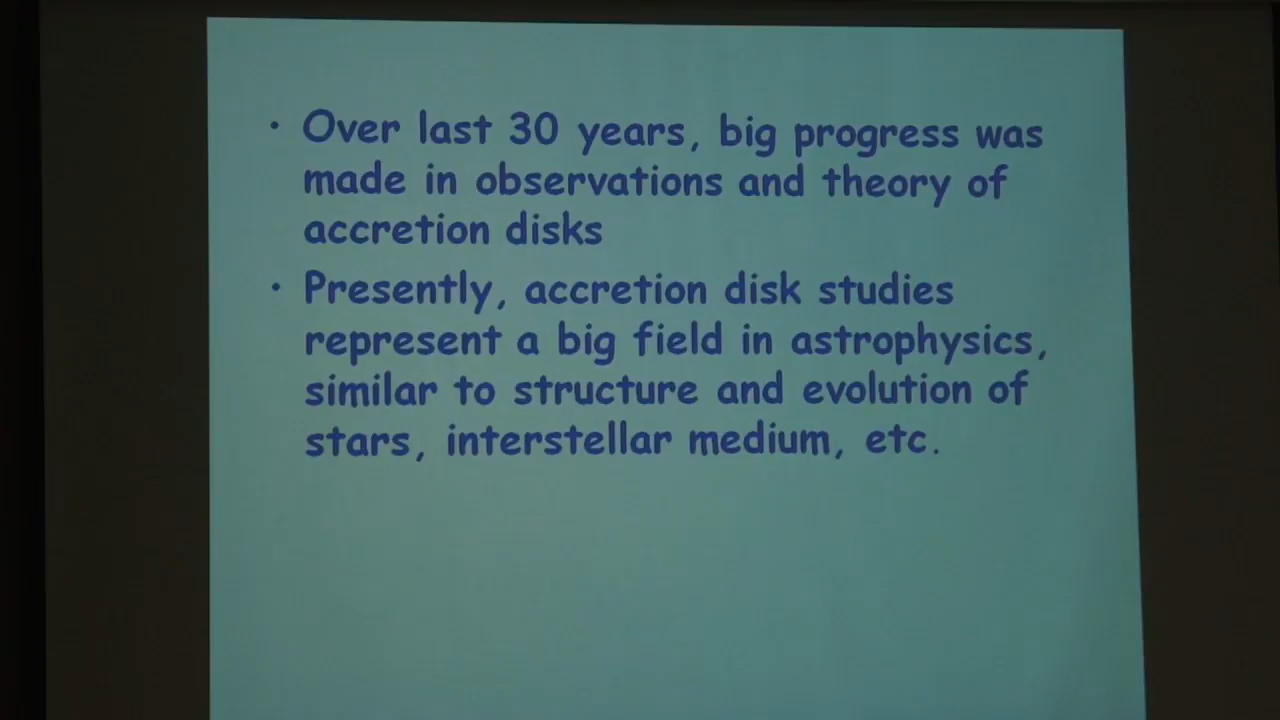 • Over last 30 years, big progress was
made in observations and theory of
accretion disks
• Presently, accretion disk studies
represent a big field in astrophysics,
similar to structure and evolution of
stars, interstellar medium, etc.